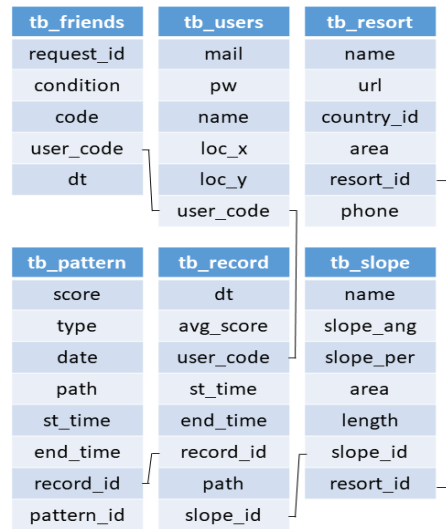 tb_friends
request_id
condition
code
user_code
dt
tb_users
mail
pw
name
loc_x
loc_y
user_code
tb_resort
name
url
country_id
area
resort_id
phone
tb_pattern
score
type
date
path
st_time
end_time
record_id
pattern_id
tb_record
dt
avg_score
user_code
st_time
end_time
record_id
path
slope_id
tb_slope
name
slope_ang
slope_per
area
length
slope_id
resort_id